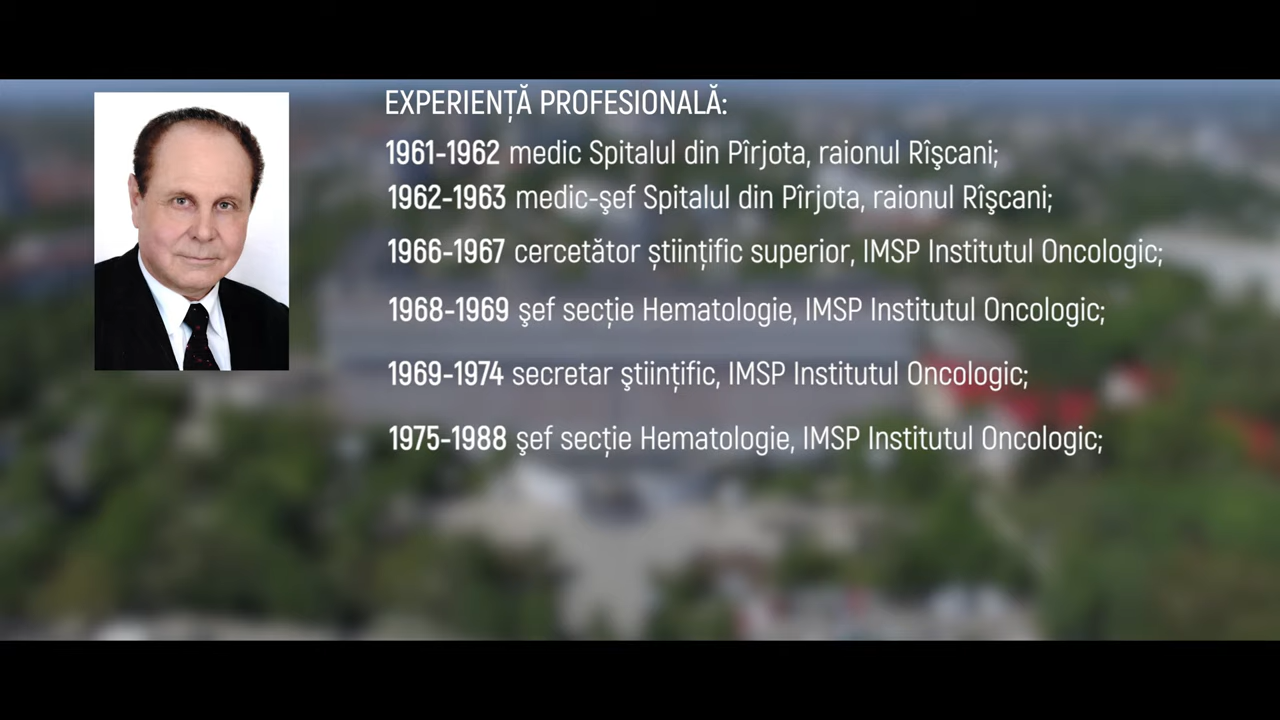 EXPERIENȚĂ PROFESIONALĂ:
1961-1962 medic Spitalul din Pîrjota, raionul Rîşcani;
1962-1963 medic-şef Spitalul din Pîrjota, raionul Rîşcani;
1966-1967 cercetător științific superior, IMSP Institutul Oncologic;
1968-1969 şef secție Hematologie, IMSP Institutul Oncologic;
1969-1974 secretar ştiințific, IMSP Institutul Oncologic;
1975-1988 şef secție Hematologie, IMSP Institutul Oncologic;